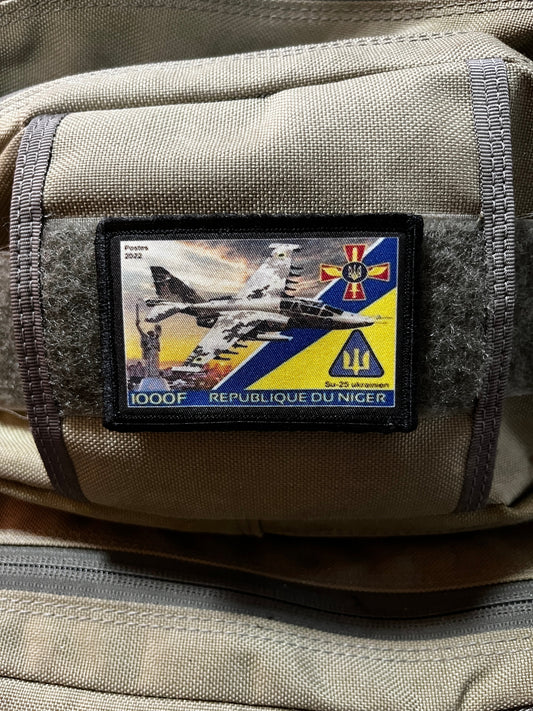 Postes
2022
Su-25 ukrainien
1000F REPUBLIQUE DU NIGER